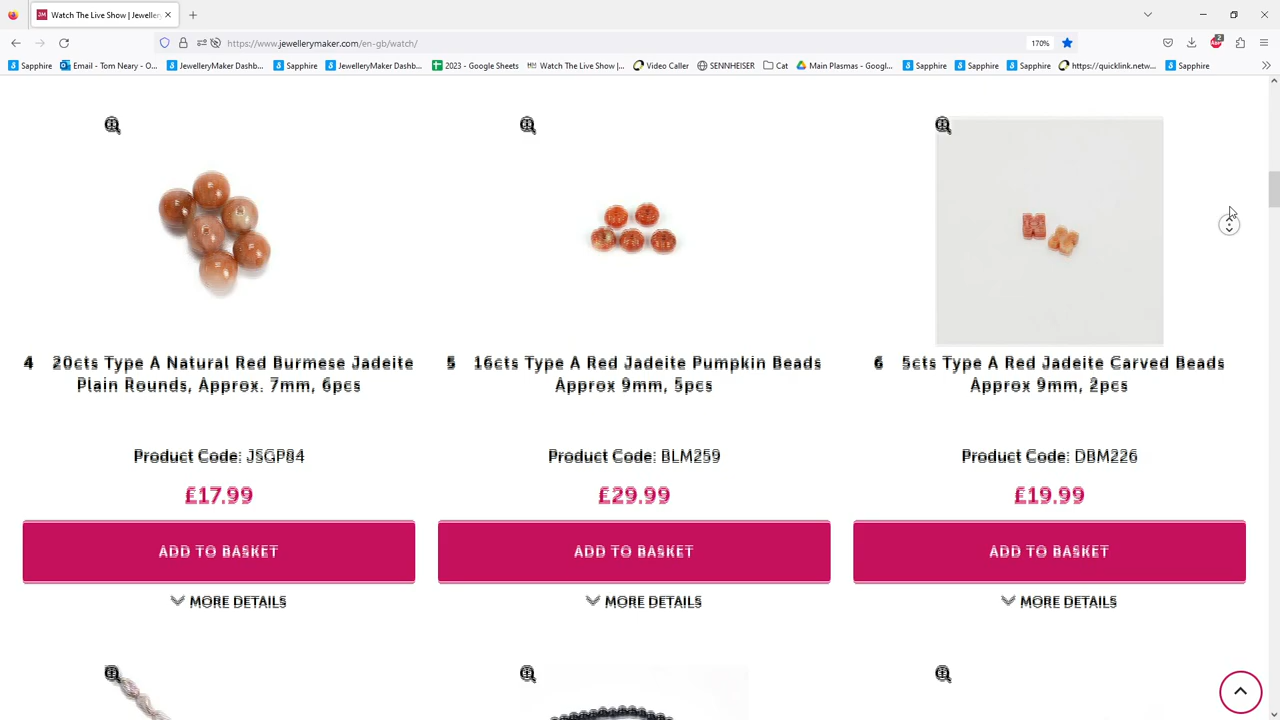 Watch The Live Show | Jeweller
https://www.jewellerymaker.com/en-gb/watch/
170%
2
Sapphire Email - Tom Neary - O... JewelleryMaker Dashb... Sapphire JewelleryMaker Dashb... 2023 - Google Sheets Watch The Live Show |... Video Caller SENNHEISER Cat Main Plasmas - Googl... Sapphire Sapphire Sapphire https://quicklink.netw... Sapphire
4 20cts Type A Natural Red Burmese Jadeite
Plain Rounds, Approx. 7mm, 6pcs
Product Code: JSGP84
£17.99
ADD TO BASKET
MORE DETAILS
5 16cts Type A Red Jadeite Pumpkin Beads
Approx 9mm, 5pcs
Product Code: BLM259
£29.99
ADD TO BASKET
MORE DETAILS
6 5cts Type A Red Jadeite Carved Beads
Approx 9mm, 2pcs
Product Code: DBM226
£19.99
ADD TO BASKET
MORE DETAILS